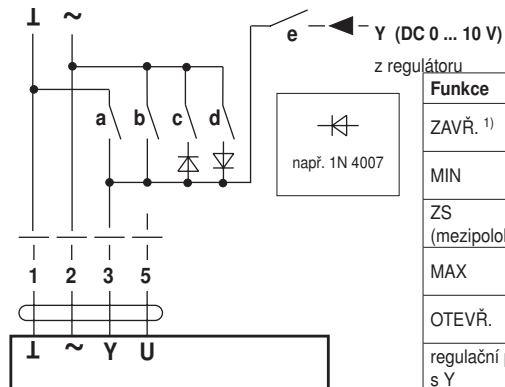 ⊥ ~
e
Y (DC 0 ... 10 V)
z regulátoru
a b c d
např. 1N 4007
Funkce
ZAVŘ. 1)
MIN
ZS
MAX
OTEVŘ.
regulační
s Y
1 2 3 5
⊥ ~ Y U